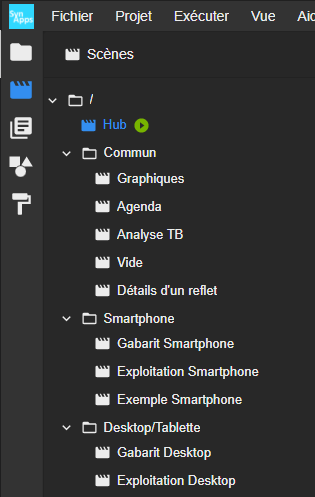 Syn Apps
Fichier Projet Exécuter Vue
Scènes
/
Hub
Commun
Graphiques
Agenda
Analyse TB
Vide
Détails d'un reflet
Smartphone
Gabarit Smartphone
Exploitation Smartphone
Exemple Smartphone
Desktop/Tablette
Gabarit Desktop
Exploitation Desktop